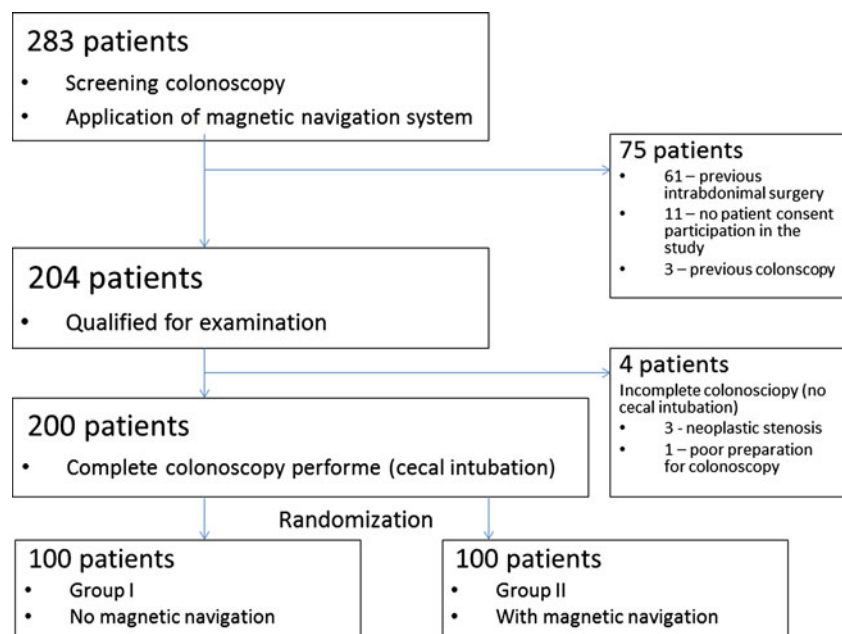 283 patients
• Screening colonoscopy
• Application of magnetic navigation system
75 patients
• 61 – previous
intrabdonimal surgery
• 11 – no patient consent
participation in the
study
• 3 – previous colonscopy
204 patients
• Qualified for examination
4 patients
Incomplete colonosciopy (no
cecal intubation)
• 3 - neoplastic stenosis
• 1 – poor preparation
for colonoscopy
200 patients
• Complete colonoscopy performe (cecal intubation)
Randomization
100 patients
• Group I
• No magnetic navigation
100 patients
• Group II
• With magnetic navigation